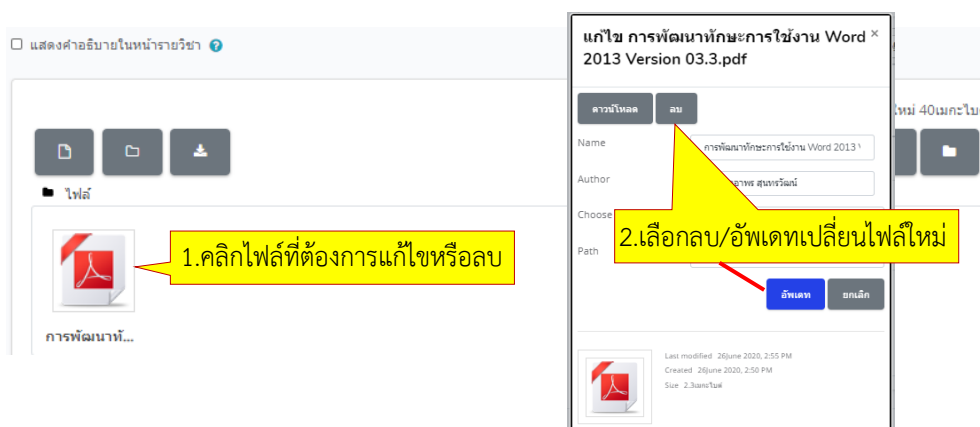 แสดงคำอธิบายในหน้ารายวิชา
ไฟล์
1.คลิกไฟล์ที่ต้องการแก้ไขหรือลบ
การพัฒนาทั...
แก้ไข การพัฒนาทักษะการใช้งาน Word ×
2013 Version 03.3.pdf
ดาวน์โหลด ลบ
ใหม่ 40เมกะไบ
Name การพัฒนาทักษะการใช้งาน Word 2013
Author อาพร สุนทรวัฒน์
Choose
2.เลือกลบ/อัพเดทเปลี่ยนไฟล์ใหม่
Path
อัพเดท ยกเลิก
Last modified 26June 2020, 2:55 PM
Created 26June 2020, 2:50 PM
Size 2.3เมกะไบต์